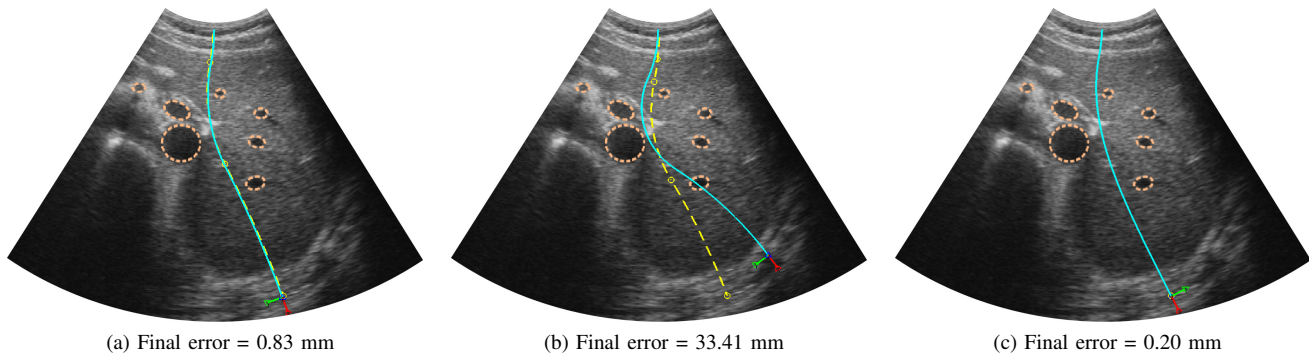 (a) Final error = 0.83 mm
(b) Final error = 33.41 mm
(c) Final error = 0.20 mm